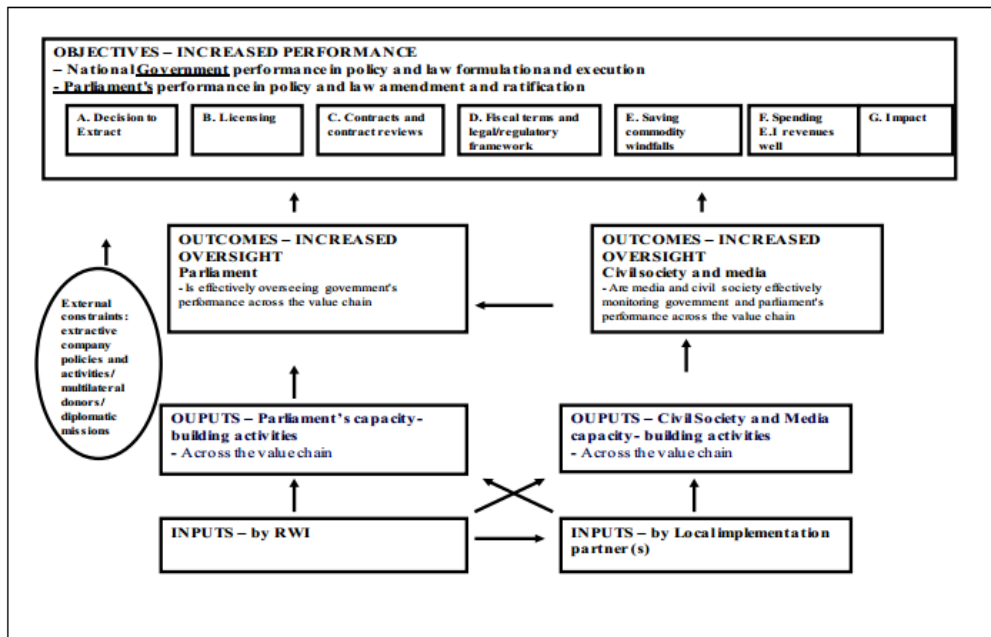 OBJECTIVES – INCREASED PERFORMANCE
– National Government performance in policy and law formulation and execution
- Parliament's performance in policy and law amendment and ratification
A. Decision to
Extract
B. Licensing
C. Contracts and
contract reviews
D. Fiscal terms and
legal/regulatory
framework
E. Saving
commodity
windfalls
F. Spending
E.I revenues
well
G. Impact
OUTCOMES – INCREASED
OVERSIGHT
Parliament
- Is effectively overseeing government's
performance across the value chain
OUTCOMES – INCREASED
OVERSIGHT
Civil society and media
- Are media and civil society effectively
monitoring government and parliament's
performance across the value chain
External
constraints:
extractive
company
policies and
activities/
multilateral
donors/
diplomatic
missions
OUPUTS – Parliament's capacity-
building activities
- Across the value chain
OUPUTS – Civil Society and Media
capacity- building activities
- Across the value chain
INPUTS – by RWI
INPUTS – by Local implementation
partner(s)